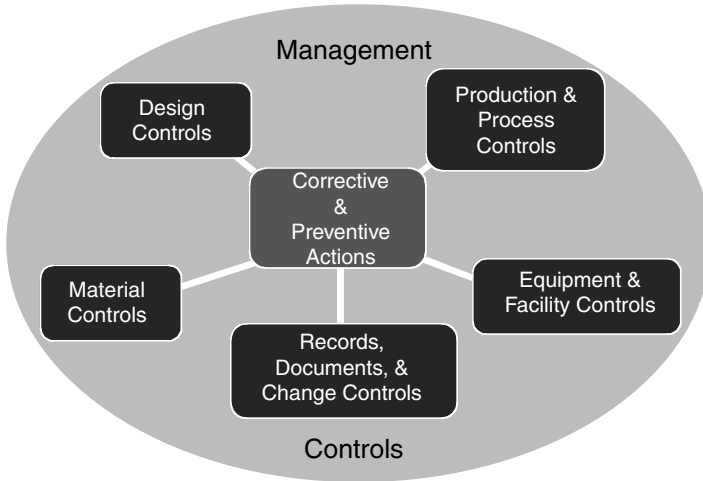 Management
Design
Controls
Production &
Process
Controls
Corrective
&
Preventive
Actions
Material
Controls
Equipment &
Facility Controls
Records,
Documents, &
Change Controls
Controls